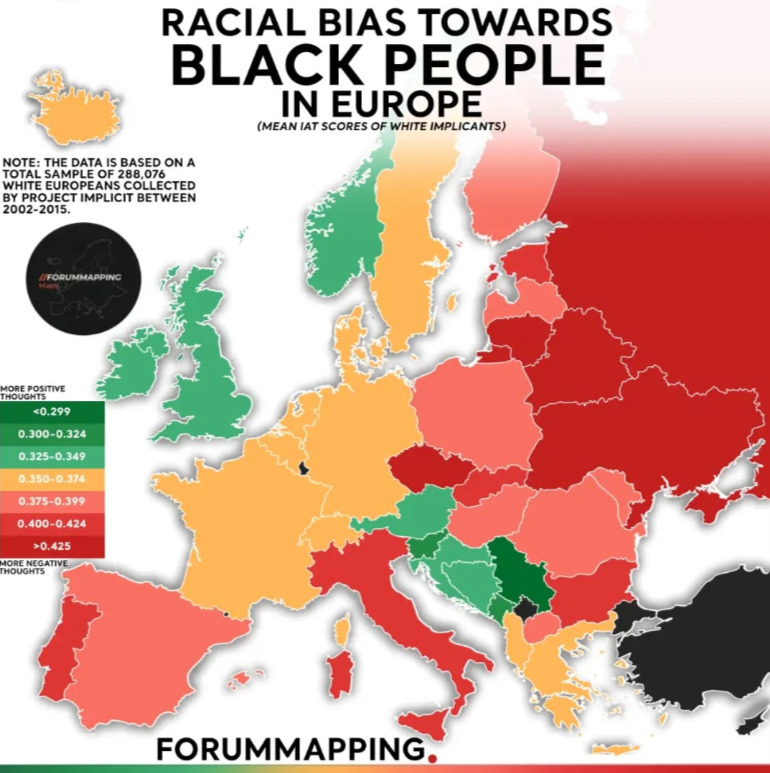 RACIAL BIAS TOWARDS
BLACK PEOPLE
IN EUROPE
(MEAN IAT SCORES OF WHITE IMPLICANTS)
NOTE: THE DATA IS BASED ON A
TOTAL SAMPLE OF 288,076
WHITE EUROPEANS COLLECTED
BY PROJECT IMPLICIT BETWEEN
2002-2015.
//FORUMMAPPING
Maps
MORE POSITIVE
THOUGHTS
<0.299
0.300-0.324
0.325-0.349
0.350-0.374
0.375-0.399
0.400-0.424
>0.425
MORE NEGATIVE
THOUGHTS
FORUMMAPPING.